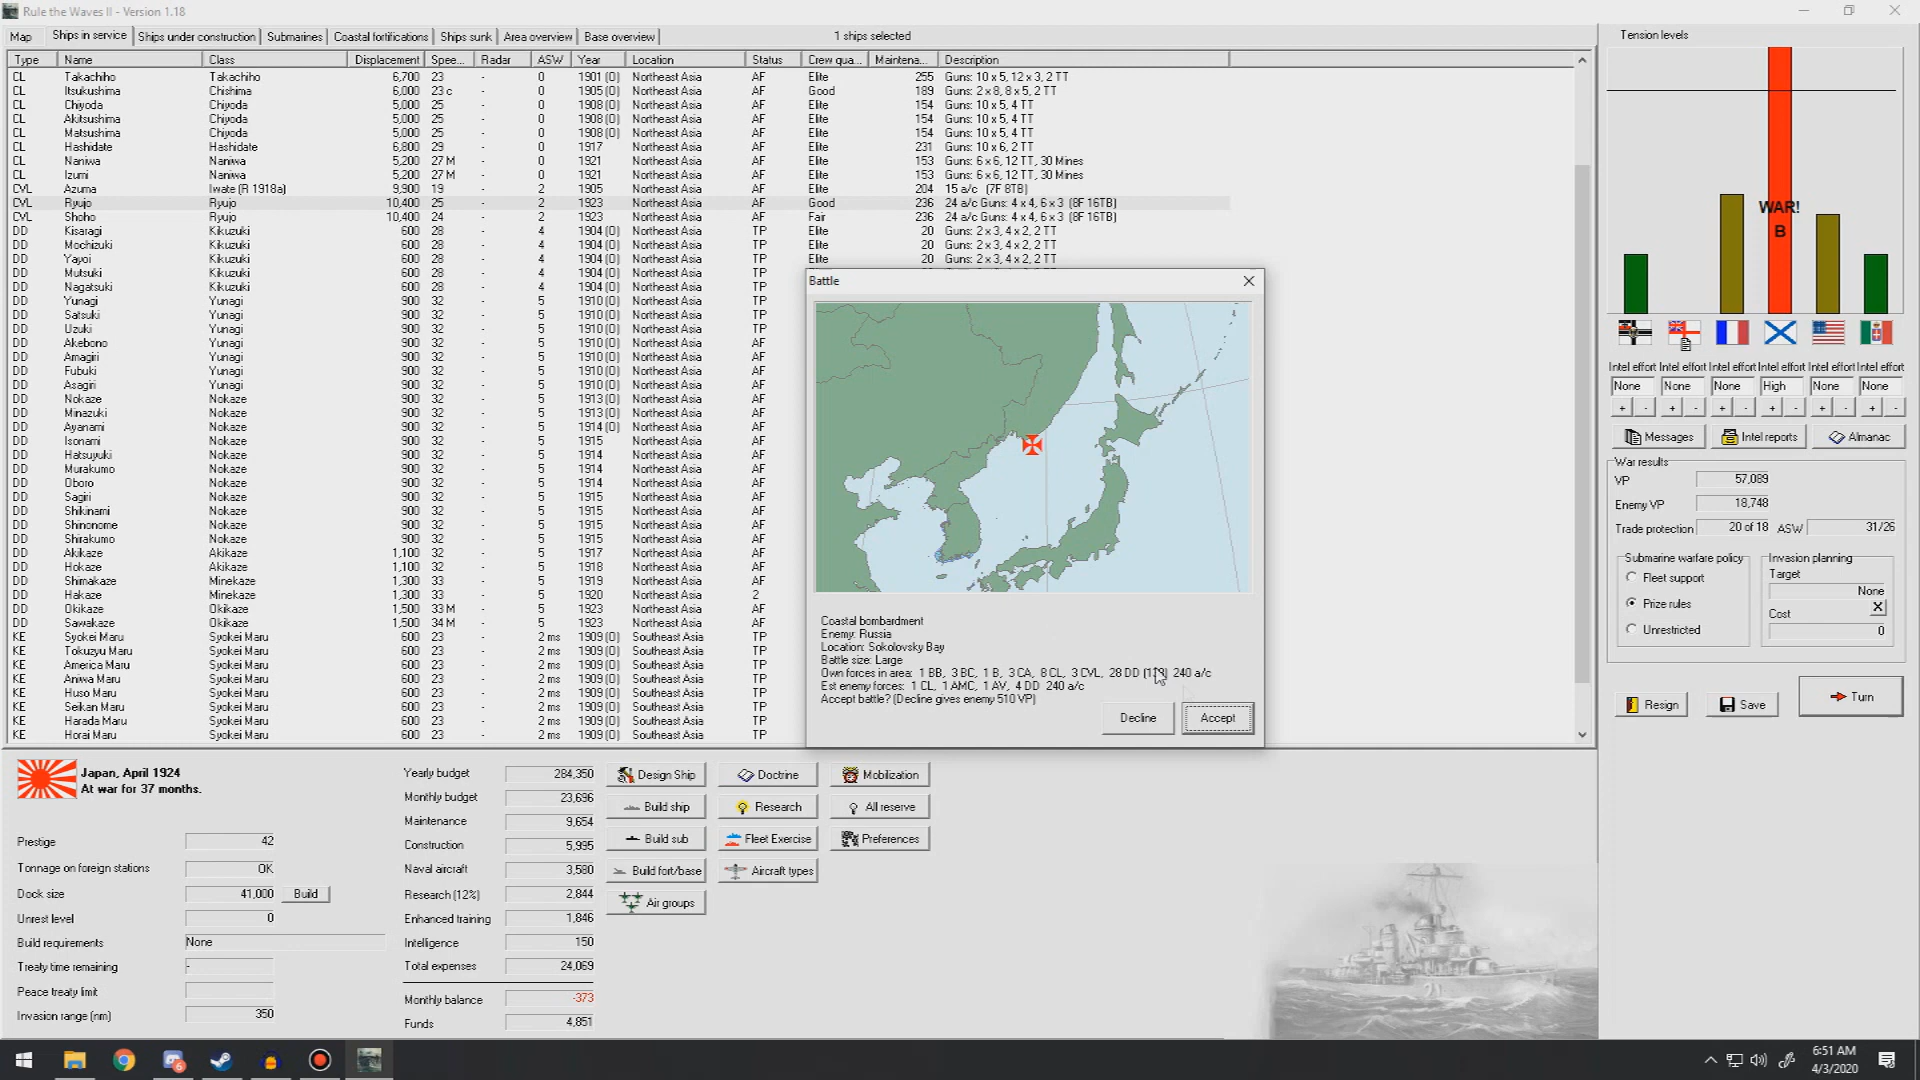 Rule the Waves II - Version 1.18
Map Ships in service Ships under construction Submarines Coastal fortifications Ships sunk Area overview Base overview 1 ships selected
Type Name Class Displacement Spee... Radar ASW Year Location Status Crew qua... Maintena... Description
CL Takachiho Takachiho 6,700 23 - 0 1901 (O) Northeast Asia AF Elite 255 Guns: 10 x 5, 12 x 3, 2 TT
CL Itsukushima Chishima 6,000 23 c - 0 1905 (O) Northeast Asia AF Good 189 Guns: 2 x 8, 8 x 5, 2 TT
CL Chiyoda Chiyoda 5,000 25 - 0 1908 (O) Northeast Asia AF Elite 154 Guns: 10 x 5, 4 TT
CL Akitsushima Chiyoda 5,000 25 - 0 1908 (O) Northeast Asia AF Elite 154 Guns: 10 x 5, 4 TT
CL Matsushima Chiyoda 5,000 25 - 0 1908 (O) Northeast Asia AF Elite 154 Guns: 10 x 5, 4 TT
CL Hashidate Hashidate 6,800 29 - 0 1917 Northeast Asia AF Elite 231 Guns: 10 x 6, 2 TT
CL Naniwa Naniwa 5,200 27 M - 0 1921 Northeast Asia AF Elite 153 Guns: 6 x 6, 12 TT, 30 Mines
CL Izumi Naniwa 5,200 27 M - 0 1921 Northeast Asia AF Elite 153 Guns: 6 x 6, 12 TT, 30 Mines
CVL Azuma Iwate (R 1918a) 9,900 19 - 2 1905 Northeast Asia AF Elite 204 15 a/c (7F 8TB)
CVL Ryujo Ryujo 10,400 25 - 2 1923 Northeast Asia AF Good 236 24 a/c Guns: 4 x 4, 6 x 3 (8F 16TB)
CVL Shoho Ryujo 10,400 24 - 2 1923 Northeast Asia AF Fair 236 24 a/c Guns: 4 x 4, 6 x 3 (8F 16TB)
DD Kisaragi Kikuzuki 600 28 - 4 1904 (O) Northeast Asia TP Elite 20 Guns: 2 x 3, 4 x 2, 2 TT
DD Mochizuki Kikuzuki 600 28 - 4 1904 (O) Northeast Asia TP Elite 20 Guns: 2 x 3, 4 x 2, 2 TT
DD Yayoi Kikuzuki 600 28 - 4 1904 (O) Northeast Asia TP Elite 20 Guns: 2 x 3, 4 x 2, 2 TT
DD Mutsuki Kikuzuki 600 28 - 4 1904 (O) Northeast Asia TP
DD Nagatsuki Kikuzuki 600 28 - 4 1904 (O) Northeast Asia TP
DD Yunagi Yunagi 900 32 - 5 1910 (O) Northeast Asia TP
DD Satsuki Yunagi 900 32 - 5 1910 (O) Northeast Asia TP
DD Uzuki Yunagi 900 32 - 5 1910 (O) Northeast Asia TP
DD Akebono Yunagi 900 32 - 5 1910 (O) Northeast Asia TP
DD Amagiri Yunagi 900 32 - 5 1910 (O) Northeast Asia TP
DD Fubuki Yunagi 900 32 - 5 1910 (O) Northeast Asia TP
DD Asagiri Yunagi 900 32 - 5 1910 (O) Northeast Asia TP
DD Nokaze Nokaze 900 32 - 5 1913 (O) Northeast Asia TP
DD Minazuki Nokaze 900 32 - 5 1913 (O) Northeast Asia TP
DD Ayanami Nokaze 900 32 - 5 1914 (O) Northeast Asia TP
DD Isonami Nokaze 900 32 - 5 1915 Northeast Asia AF
DD Hatsuyuki Nokaze 900 32 - 5 1914 Northeast Asia AF
DD Murakumo Nokaze 900 32 - 5 1914 Northeast Asia AF
DD Oboro Nokaze 900 32 - 5 1914 Northeast Asia AF
DD Sagiri Nokaze 900 32 - 5 1915 Northeast Asia AF
DD Shikinami Nokaze 900 32 - 5 1914 Northeast Asia AF
DD Shinonome Nokaze 900 32 - 5 1915 Northeast Asia AF
DD Shirakumo Nokaze 900 32 - 5 1915 Northeast Asia AF
DD Akikaze Akikaze 1,100 32 - 5 1917 Northeast Asia AF
DD Hokaze Akikaze 1,100 32 - 5 1918 Northeast Asia AF
DD Shimakaze Minekaze 1,300 33 - 5 1919 Northeast Asia AF
DD Hakaze Minekaze 1,300 33 - 5 1920 Northeast Asia 2
DD Okikaze Okikaze 1,500 33 M - 5 1923 Northeast Asia AF
DD Sawakaze Okikaze 1,500 34 M - 5 1923 Northeast Asia AF
KE Syokei Maru Syokei Maru 600 23 - 2 ms 1909 (O) Southeast Asia TP
KE Tokuzyu Maru Syokei Maru 600 23 - 2 ms 1909 (O) Southeast Asia TP
KE America Maru Syokei Maru 600 23 - 2 ms 1909 (O) Southeast Asia TP
KE Aniwa Maru Syokei Maru 600 23 - 2 ms 1909 (O) Southeast Asia TP
KE Huso Maru Syokei Maru 600 23 - 2 ms 1909 (O) Southeast Asia TP
KE Seikan Maru Syokei Maru 600 23 - 2 ms 1909 (O) Southeast Asia TP
KE Harada Maru Syokei Maru 600 23 - 2 ms 1909 (O) Southeast Asia TP
KE Horai Maru Syokei Maru 600 23 - 2 ms 1909 (O) Southeast Asia TP
Battle
Coastal bombardment
Enemy: Russia
Location: Sokolovsky Bay
Battle size: Large
Own forces in area: 1 BB, 3 BC, 1 B, 3 CA, 8 CL, 3 CVL, 28 DD 240 a/c
Est enemy forces: 1 CL, 1 AMC, 1 AV, 4 DD 240 a/c
Accept battle? (Decline gives enemy 510 VP)
Decline Accept
Tension levels
WAR!
B
Intel effort Intel effort Intel effort Intel effort Intel effort Intel effort
None None None High None None
+ - + - + - + - + - + -
Messages Intel reports Almanac
War results
VP 57,089
Enemy VP 18,748
Trade protection 20 of 18 ASW 31/26
Submarine warfare policy Invasion planning
Fleet support Target
None
Prize rules Cost X
Unrestricted 0
Resign Save Turn
Japan, April 1924
At war for 37 months.
Prestige 42
Tonnage on foreign stations OK
Dock size 41,000 Build
Unrest level 0
Build requirements None
Treaty time remaining -
Peace treaty limit
Invasion range (nm) 350
Yearly budget 284,350
Monthly budget 23,696
Maintenance 9,654
Construction 5,995
Naval aircraft 3,580
Research (12%) 2,844
Enhanced training 1,846
Intelligence 150
Total expenses 24,069
Monthly balance -373
Funds 4,851
Design Ship Doctrine Mobilization
Build ship Research All reserve
Build sub Fleet Exercise Preferences
Build fort/base Aircraft types
Air groups
6:51 AM
4/3/2020